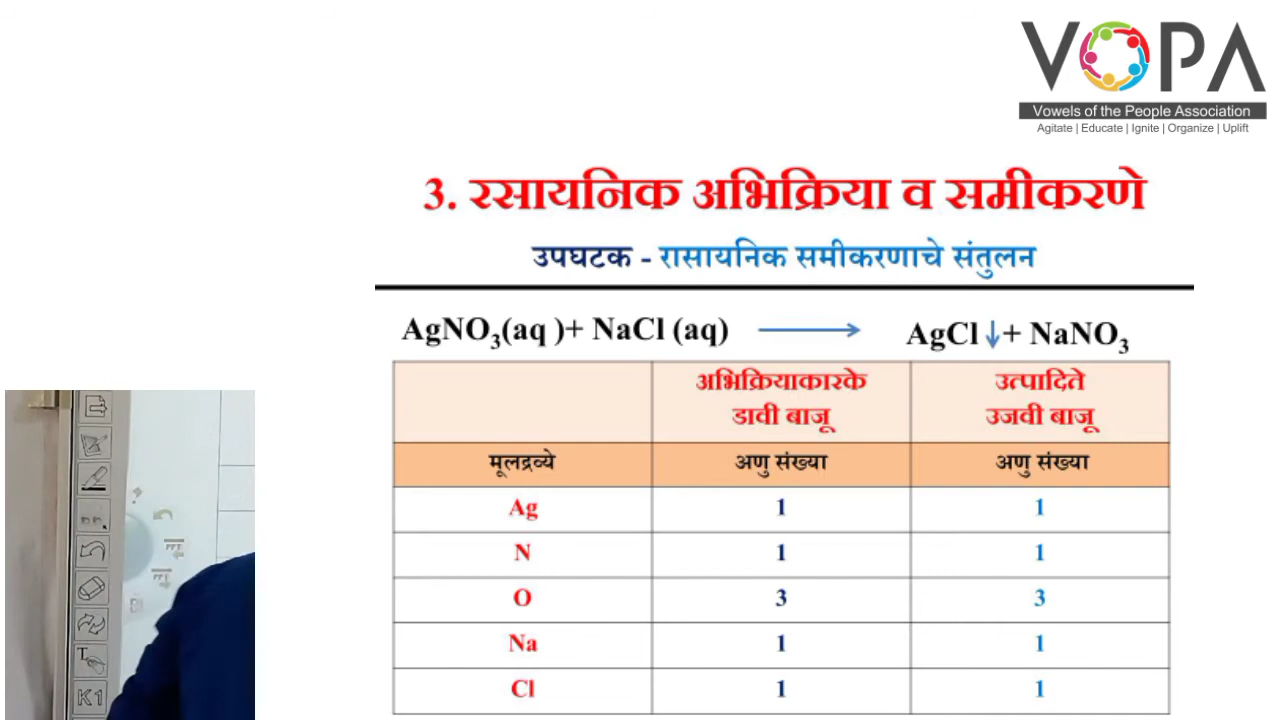 VOPA
Vowels of the People Association
Agitate | Educate | Ignite | Organize | Uplift
3. रसायनिक अभिक्रिया व समीकरणे
उपघटक - रासायनिक समीकरणाचे संतुलन
AgNO₃(aq )+ NaCl (aq) ⟶ AgCl ↓+ NaNO₃
अभिक्रियाकारके उत्पादिते
डावी बाजू उजवी बाजू
मूलद्रव्ये अणु संख्या अणु संख्या
Ag 1 1
N 1 1
O 3 3
Na 1 1
Cl 1 1
T
K1